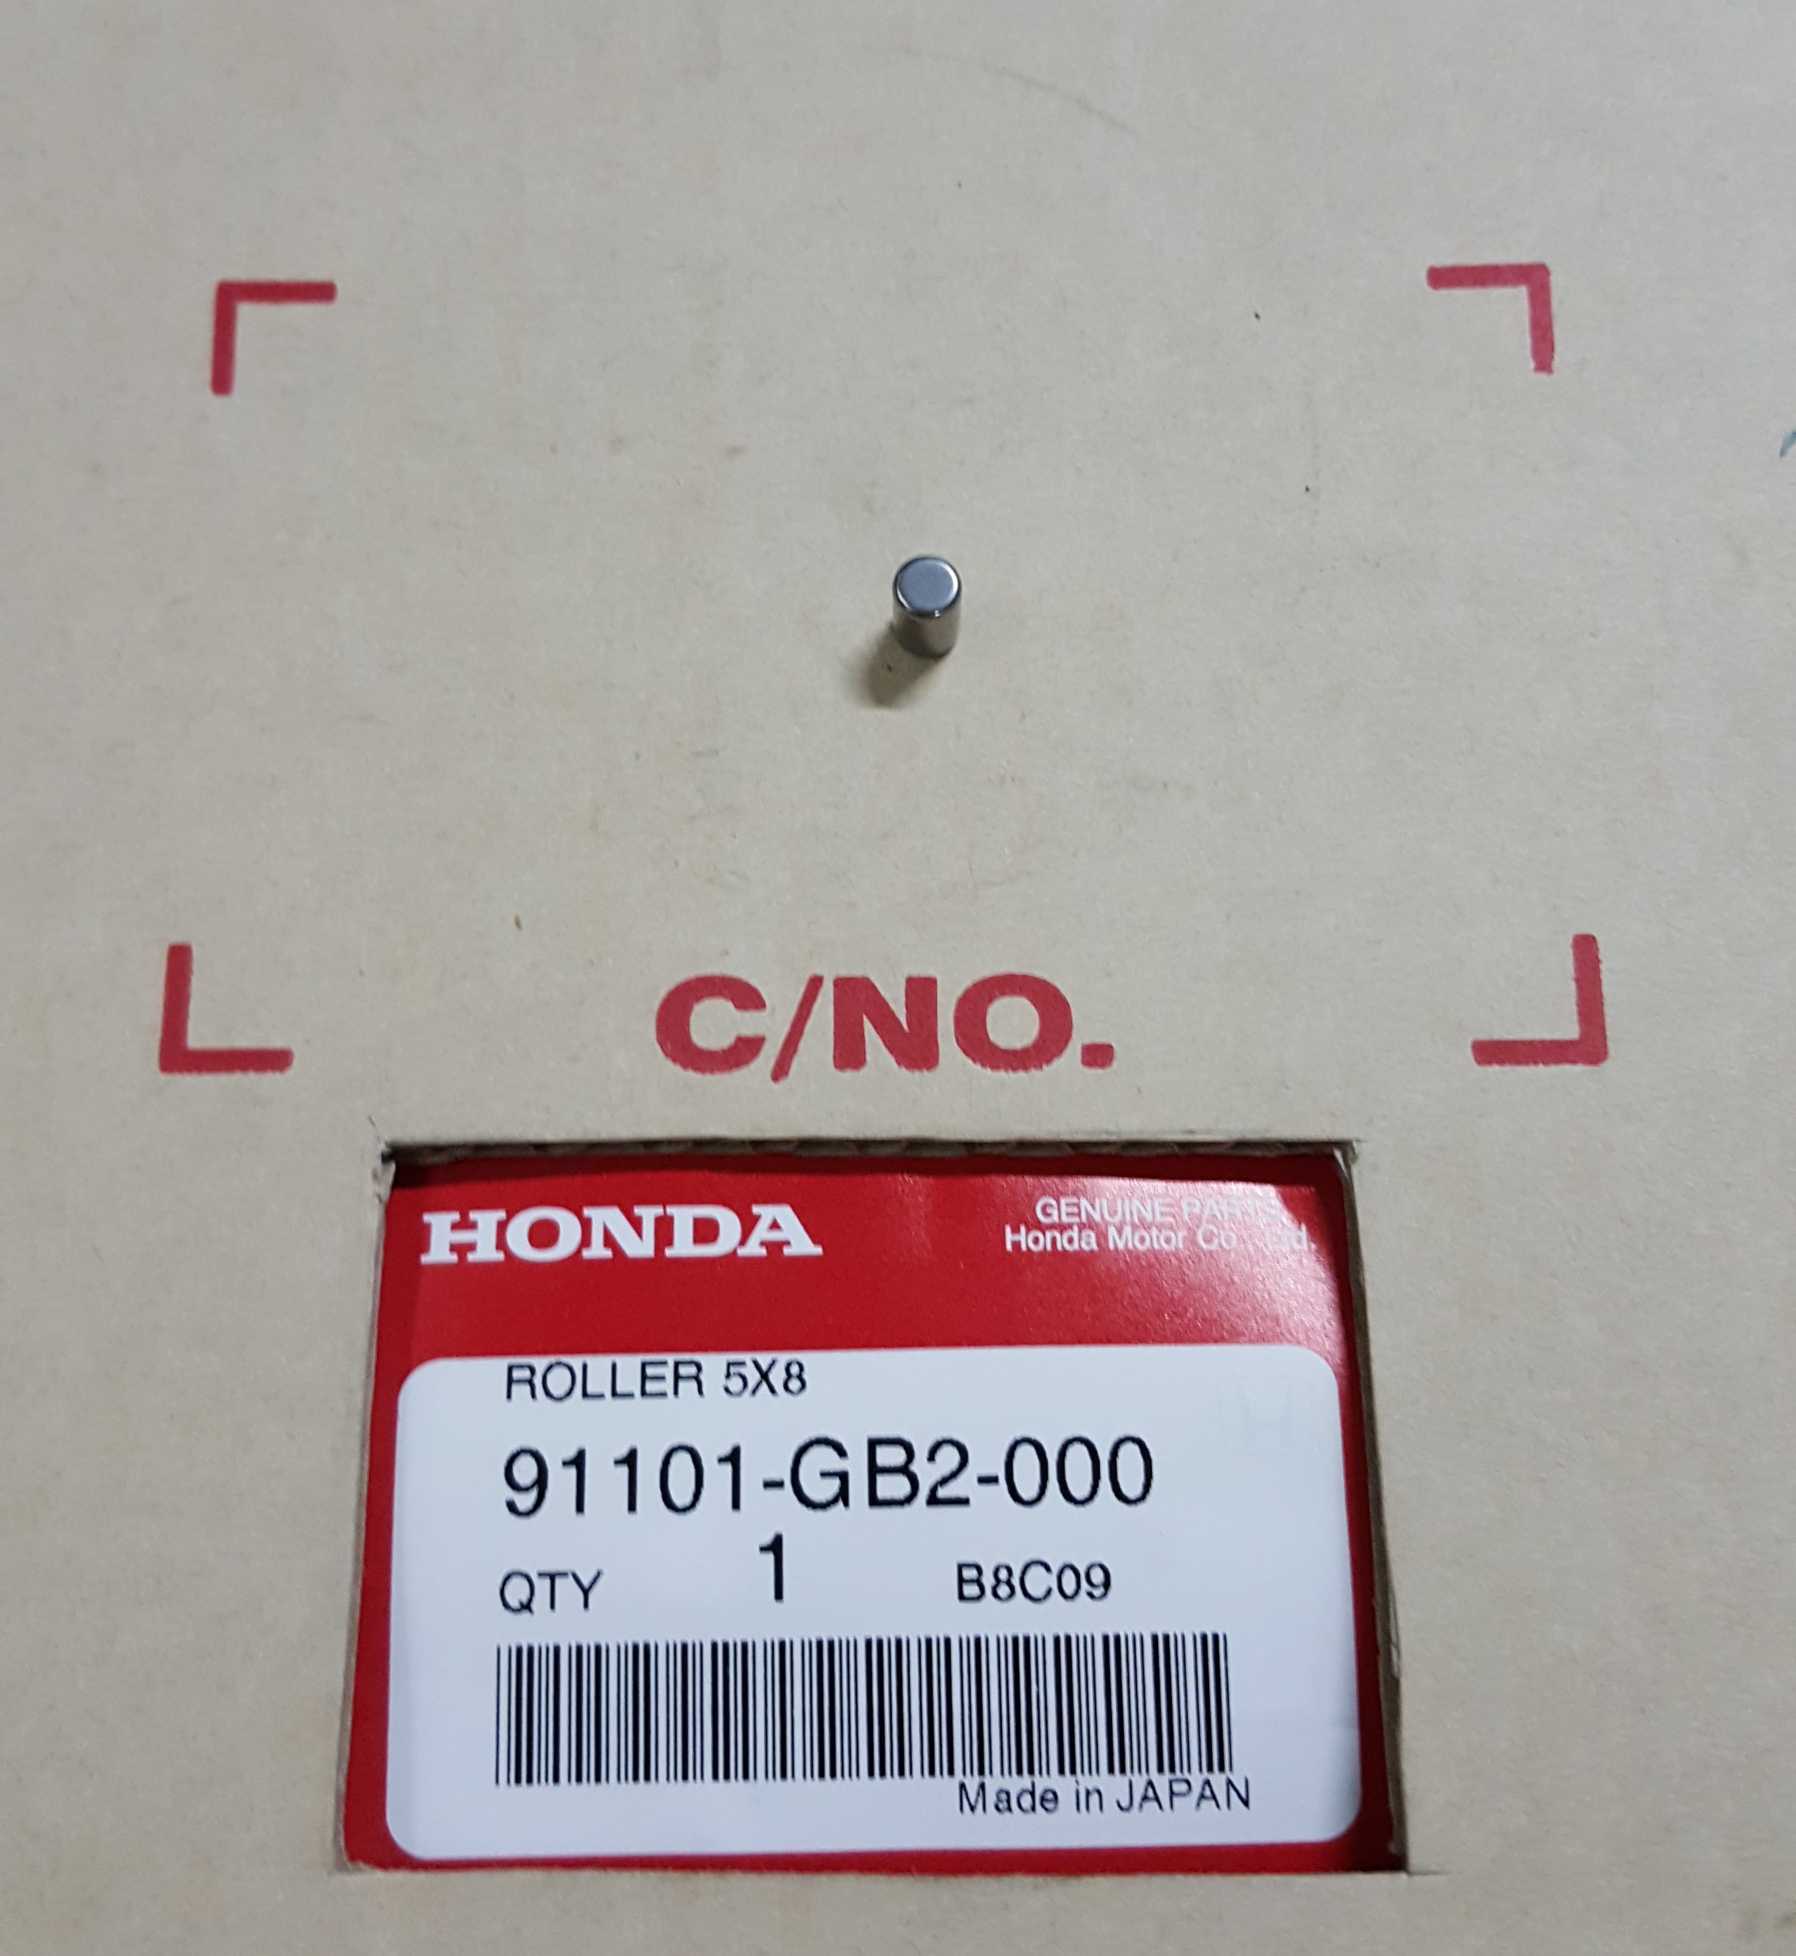 C/NO.
HONDA
GENUINE PARTS
Honda Motor Co., Ltd.
ROLLER 5X8
91101-GB2-000
QTY 1 B8C09
Made in JAPAN